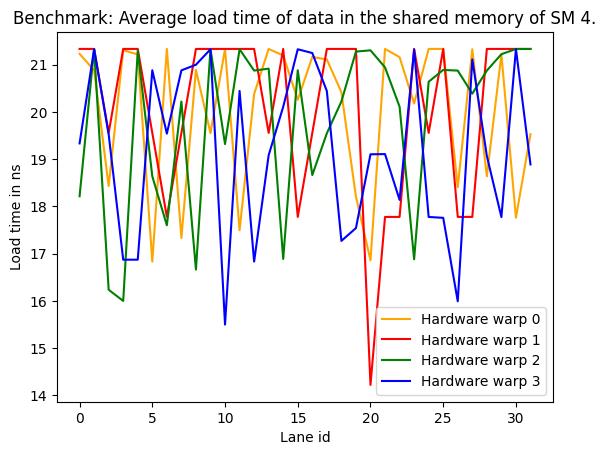 Benchmark: Average load time of data in the shared memory of SM 4.
Load time in ns
21
20
19
18
17
16
15
14
0
5
10
15
20
25
30
Lane id
Hardware warp 0
Hardware warp 1
Hardware warp 2
Hardware warp 3